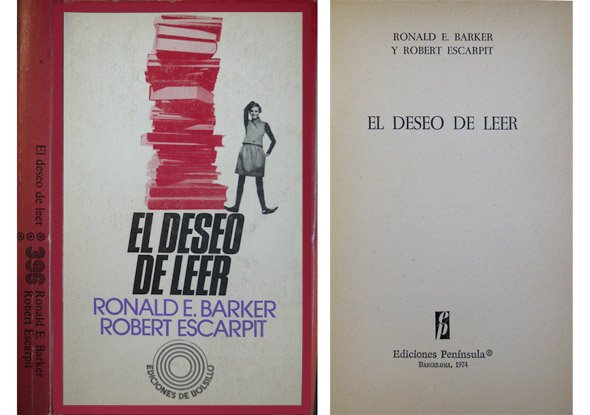 El deseo de leer
396
Ronald E. Barker
Robert Escarpit
EL DESEO
DE LEER
RONALD E. BARKER
ROBERT ESCARPIT
EDICIONES DE BOLSILLO
RONALD E. BARKER
Y ROBERT ESCARPIT
EL DESEO DE LEER
Ediciones Península®
BARCELONA, 1974